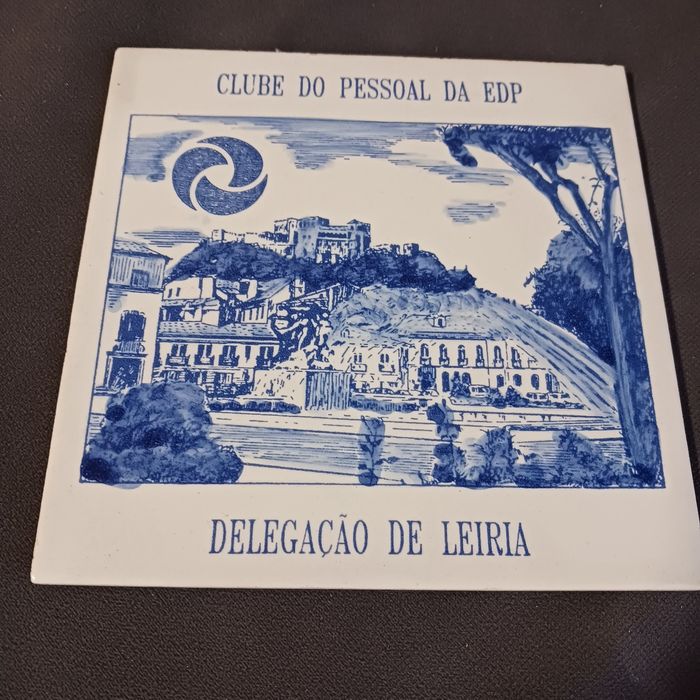 CLUBE DO PESSOAL DA EDP
DELEGAÇÃO DE LEIRIA